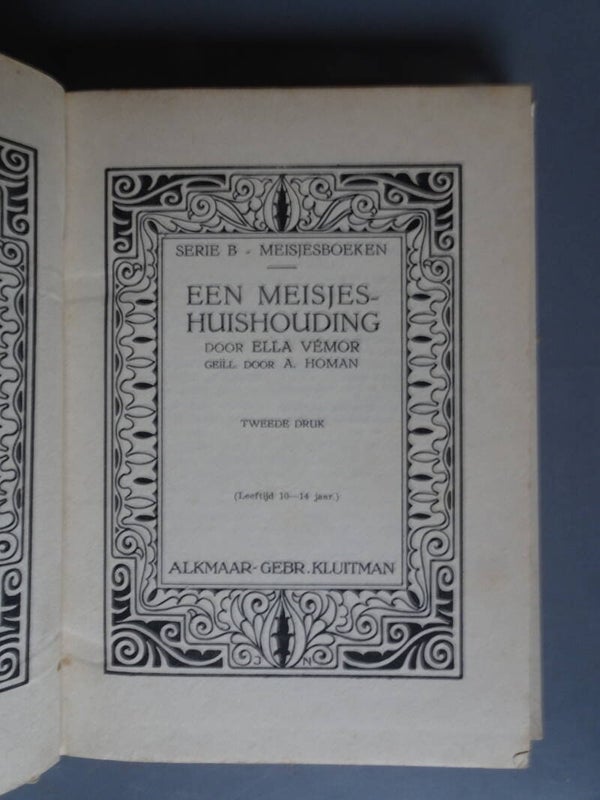 SERIE B - MEISJESBOEKEN
EEN MEISJES-
HUISHOUDING
DOOR ELLA VÉMOR
GEÏLL. DOOR A. HOMAN
TWEEDE DRUK
(Leeftijd 10—14 jaar.)
ALKMAAR-GEBR. KLUITMAN
J N